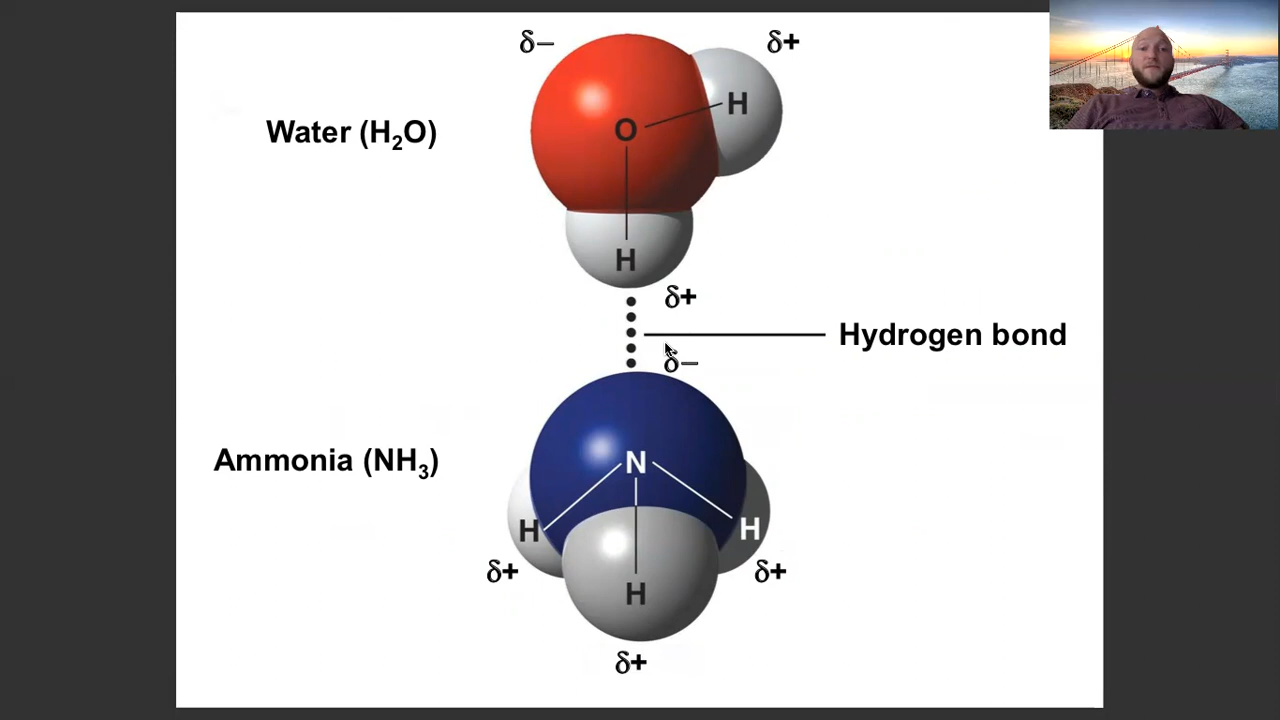 δ–
δ+
Water (H₂O)
O
H
H
δ+
Hydrogen bond
δ–
Ammonia (NH₃)
N
H
H
δ+
δ+
H
δ+